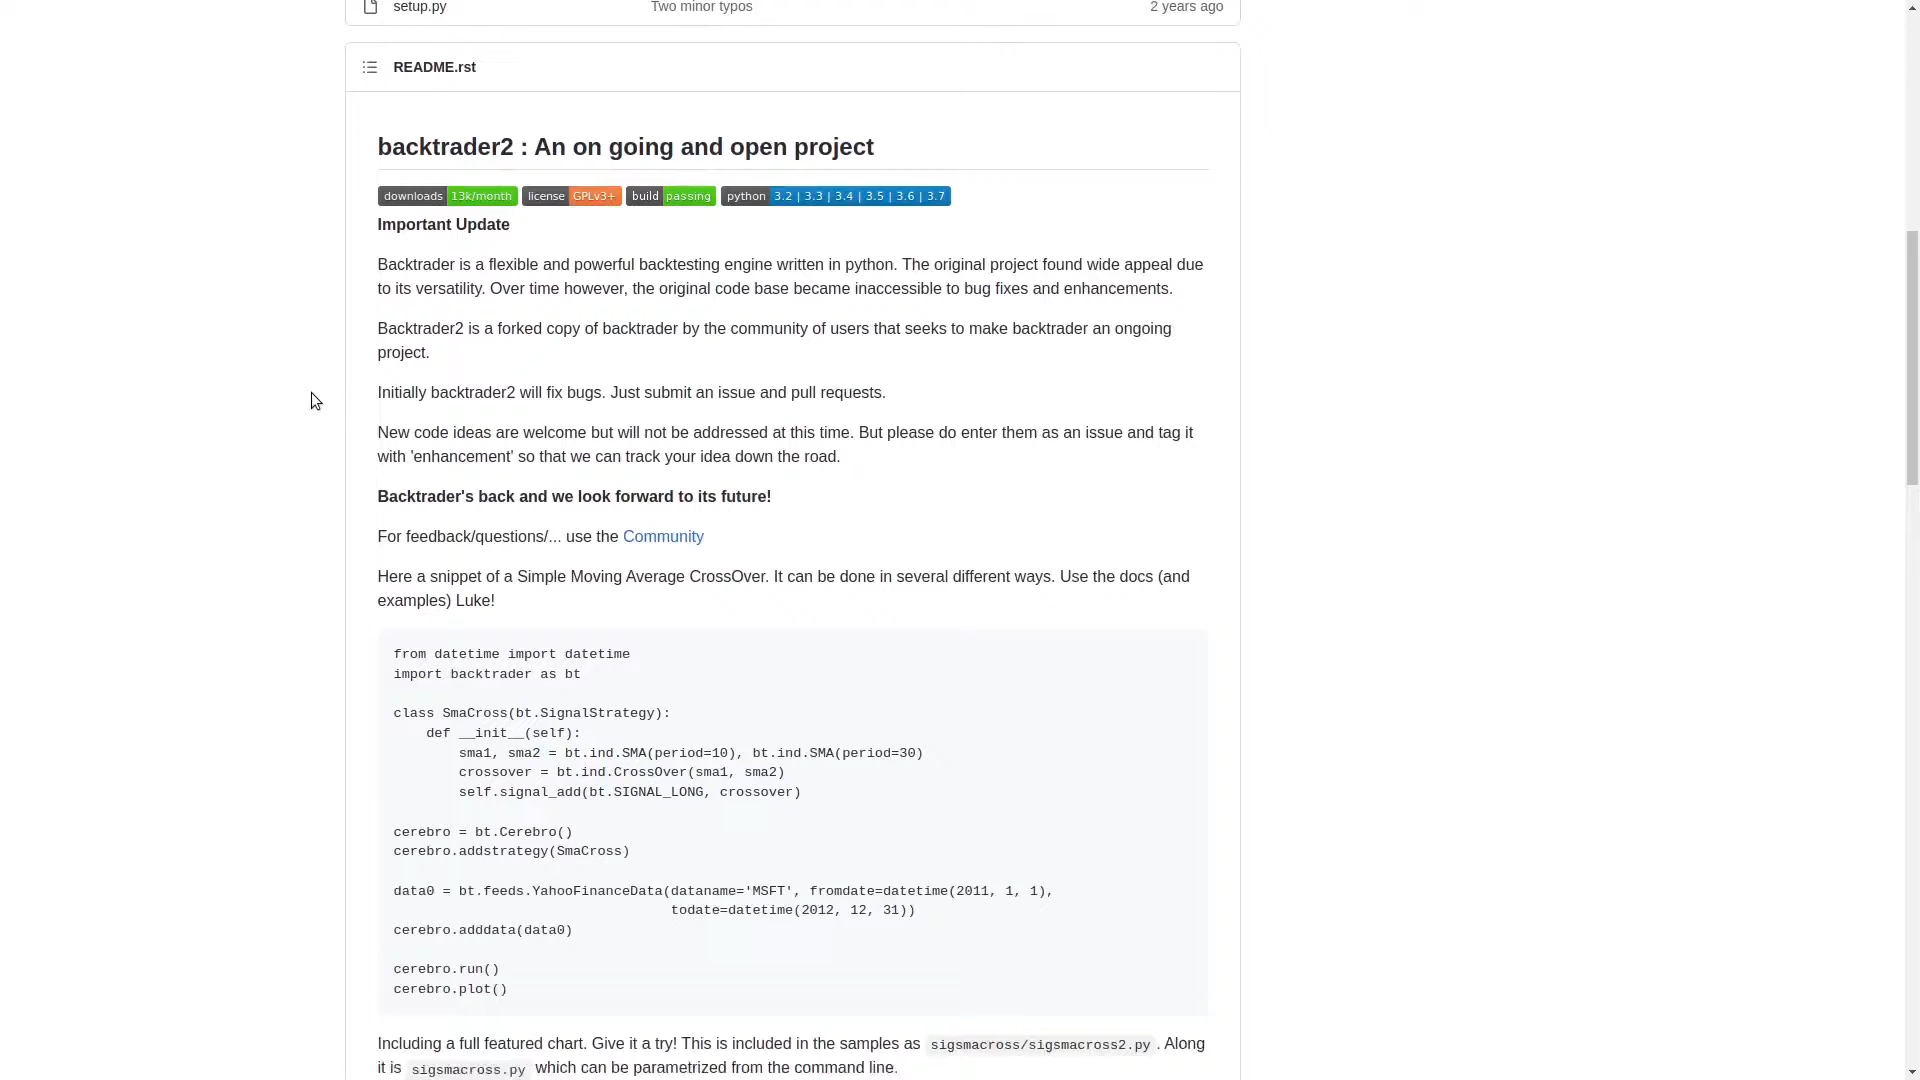 setup.py Two minor typos 2 years ago
README.rst
backtrader2 : An on going and open project
downloads 13k/month license GPLv3+ build passing python 3.2 | 3.3 | 3.4 | 3.5 | 3.6 | 3.7
Important Update
Backtrader is a flexible and powerful backtesting engine written in python. The original project found wide appeal due
to its versatility. Over time however, the original code base became inaccessible to bug fixes and enhancements.
Backtrader2 is a forked copy of backtrader by the community of users that seeks to make backtrader an ongoing
project.
Initially backtrader2 will fix bugs. Just submit an issue and pull requests.
New code ideas are welcome but will not be addressed at this time. But please do enter them as an issue and tag it
with 'enhancement' so that we can track your idea down the road.
Backtrader's back and we look forward to its future!
For feedback/questions/... use the Community
Here a snippet of a Simple Moving Average CrossOver. It can be done in several different ways. Use the docs (and
examples) Luke!
from datetime import datetime
import backtrader as bt
class SmaCross(bt.SignalStrategy):
    def __init__(self):
        sma1, sma2 = bt.ind.SMA(period=10), bt.ind.SMA(period=30)
        crossover = bt.ind.CrossOver(sma1, sma2)
        self.signal_add(bt.SIGNAL_LONG, crossover)
cerebro = bt.Cerebro()
cerebro.addstrategy(SmaCross)
data0 = bt.feeds.YahooFinanceData(dataname='MSFT', fromdate=datetime(2011, 1, 1),
                                  todate=datetime(2012, 12, 31))
cerebro.adddata(data0)
cerebro.run()
cerebro.plot()
Including a full featured chart. Give it a try! This is included in the samples as sigsmacross/sigsmacross2.py. Along
it is sigsmacross.py which can be parametrized from the command line.